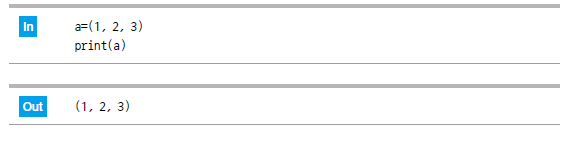 In
a=(1, 2, 3)
print(a)
Out
(1, 2, 3)